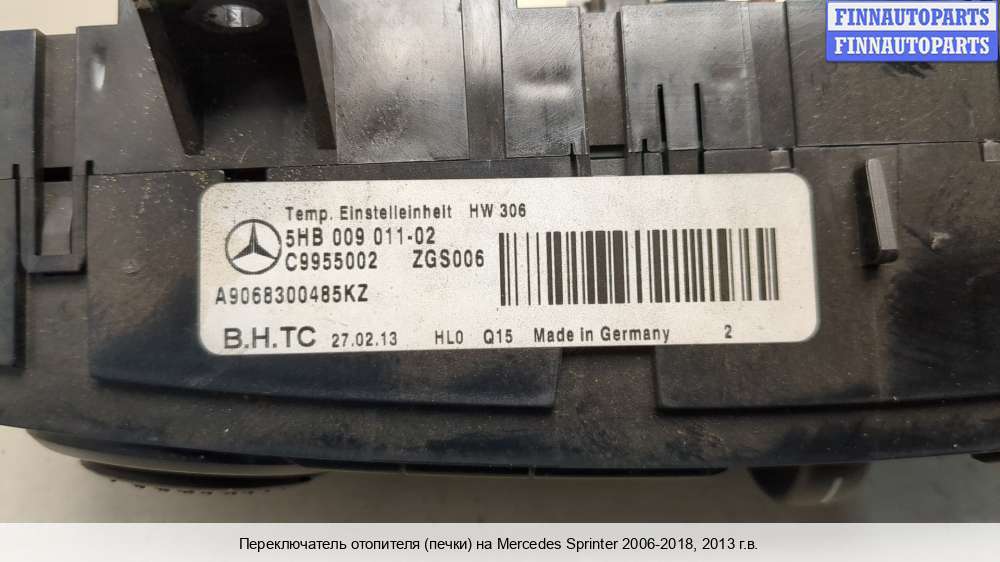 FINNAUTOPARTS
FINNAUTOPARTS
Temp. Einstelleinheit HW 306
5HB 009 011-02
C9955002 ZGS006
A9068300485KZ
B.H.TC 27.02.13 HL0 Q15 Made in Germany 2
Переключатель отопителя (печки) на Mercedes Sprinter 2006-2018, 2013 г.в.